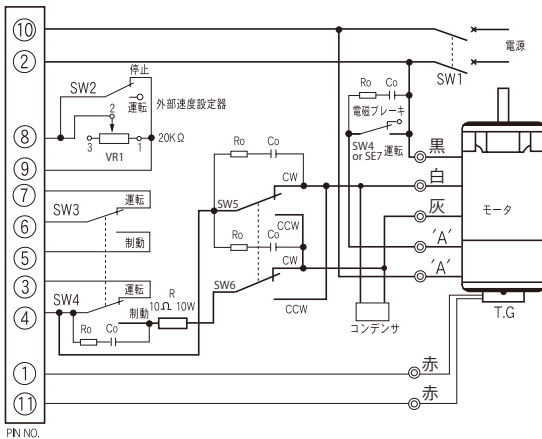 ⑩
電源
②
SW1
停止
SW2
運転
外部速度設定器
Ro Co
電磁ブレーキ
SW4
or SE7 運転
2
⑧
3 VR1 1
20KΩ
Ro Co
黒
⑨
CW
白
⑦
運転
SW5
SW3
灰
モータ
⑥
Ro Co
CCW
制動
'A'
⑤
CW
'A'
③
SW6
運転
SW4
R
10Ω 10W
CCW
④
制動
コンデンサ
T.G
Ro Co
①
赤
⑪
赤
PIN NO.